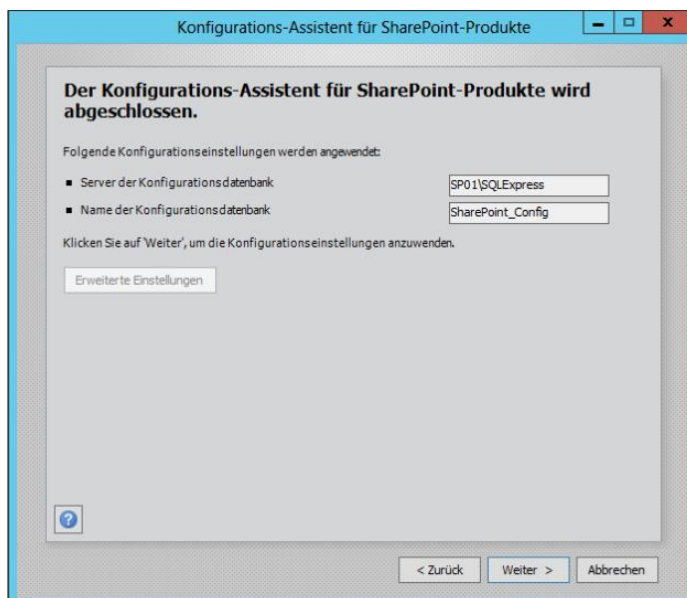 Konfigurations-Assistent für SharePoint-Produkte
Der Konfigurations-Assistent für SharePoint-Produkte wird
abgeschlossen.
Folgende Konfigurationseinstellungen werden angewendet:
Server der Konfigurationsdatenbank SP01\SQLExpress
Name der Konfigurationsdatenbank SharePoint_Config
Klicken Sie auf 'Weiter', um die Konfigurationseinstellungen anzuwenden.
Erweiterte Einstellungen
< Zurück Weiter > Abbrechen